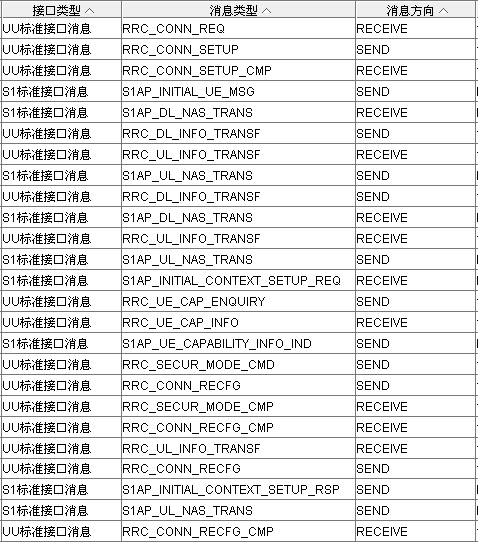 接口类型 消息类型 消息方向
UU标准接口消息 RRC_CONN_REQ RECEIVE
UU标准接口消息 RRC_CONN_SETUP SEND
UU标准接口消息 RRC_CONN_SETUP_CMP RECEIVE
S1标准接口消息 S1AP_INITIAL_UE_MSG SEND
S1标准接口消息 S1AP_DL_NAS_TRANS RECEIVE
UU标准接口消息 RRC_DL_INFO_TRANSF SEND
UU标准接口消息 RRC_UL_INFO_TRANSF RECEIVE
S1标准接口消息 S1AP_UL_NAS_TRANS SEND
UU标准接口消息 RRC_DL_INFO_TRANSF SEND
S1标准接口消息 S1AP_DL_NAS_TRANS RECEIVE
UU标准接口消息 RRC_UL_INFO_TRANSF RECEIVE
S1标准接口消息 S1AP_UL_NAS_TRANS SEND
S1标准接口消息 S1AP_INITIAL_CONTEXT_SETUP_REQ RECEIVE
UU标准接口消息 RRC_UE_CAP_ENQUIRY SEND
UU标准接口消息 RRC_UE_CAP_INFO RECEIVE
S1标准接口消息 S1AP_UE_CAPABILITY_INFO_IND SEND
UU标准接口消息 RRC_SECUR_MODE_CMD SEND
UU标准接口消息 RRC_CONN_RECFG SEND
UU标准接口消息 RRC_SECUR_MODE_CMP RECEIVE
UU标准接口消息 RRC_CONN_RECFG_CMP RECEIVE
UU标准接口消息 RRC_UL_INFO_TRANSF RECEIVE
UU标准接口消息 RRC_CONN_RECFG SEND
S1标准接口消息 S1AP_INITIAL_CONTEXT_SETUP_RSP SEND
S1标准接口消息 S1AP_UL_NAS_TRANS SEND
UU标准接口消息 RRC_CONN_RECFG_CMP RECEIVE